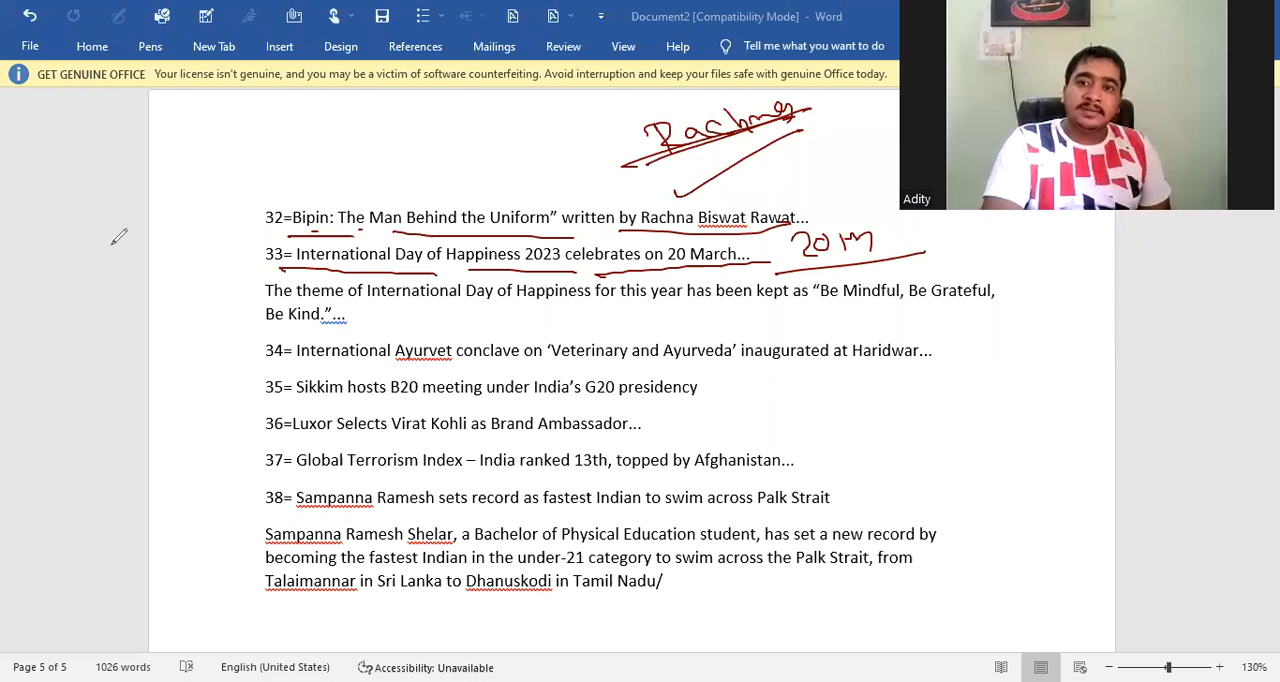 Document2 [Compatibility Mode] - Word
File Home Pens New Tab Insert Design References Mailings Review View Help Tell me what you want to do
GET GENUINE OFFICE Your license isn't genuine, and you may be a victim of software counterfeiting. Avoid interruption and keep your files safe with genuine Office today.
Adity
Rachna
32=Bipin: The Man Behind the Uniform” written by Rachna Biswat Rawat...
20 M
33= International Day of Happiness 2023 celebrates on 20 March...
The theme of International Day of Happiness for this year has been kept as “Be Mindful, Be Grateful,
Be Kind.”...
34= International Ayurvet conclave on ‘Veterinary and Ayurveda’ inaugurated at Haridwar...
35= Sikkim hosts B20 meeting under India’s G20 presidency
36=Luxor Selects Virat Kohli as Brand Ambassador...
37= Global Terrorism Index – India ranked 13th, topped by Afghanistan...
38= Sampanna Ramesh sets record as fastest Indian to swim across Palk Strait
Sampanna Ramesh Shelar, a Bachelor of Physical Education student, has set a new record by
becoming the fastest Indian in the under-21 category to swim across the Palk Strait, from
Talaimannar in Sri Lanka to Dhanuskodi in Tamil Nadu/
Page 5 of 5 1026 words English (United States) Accessibility: Unavailable 130%